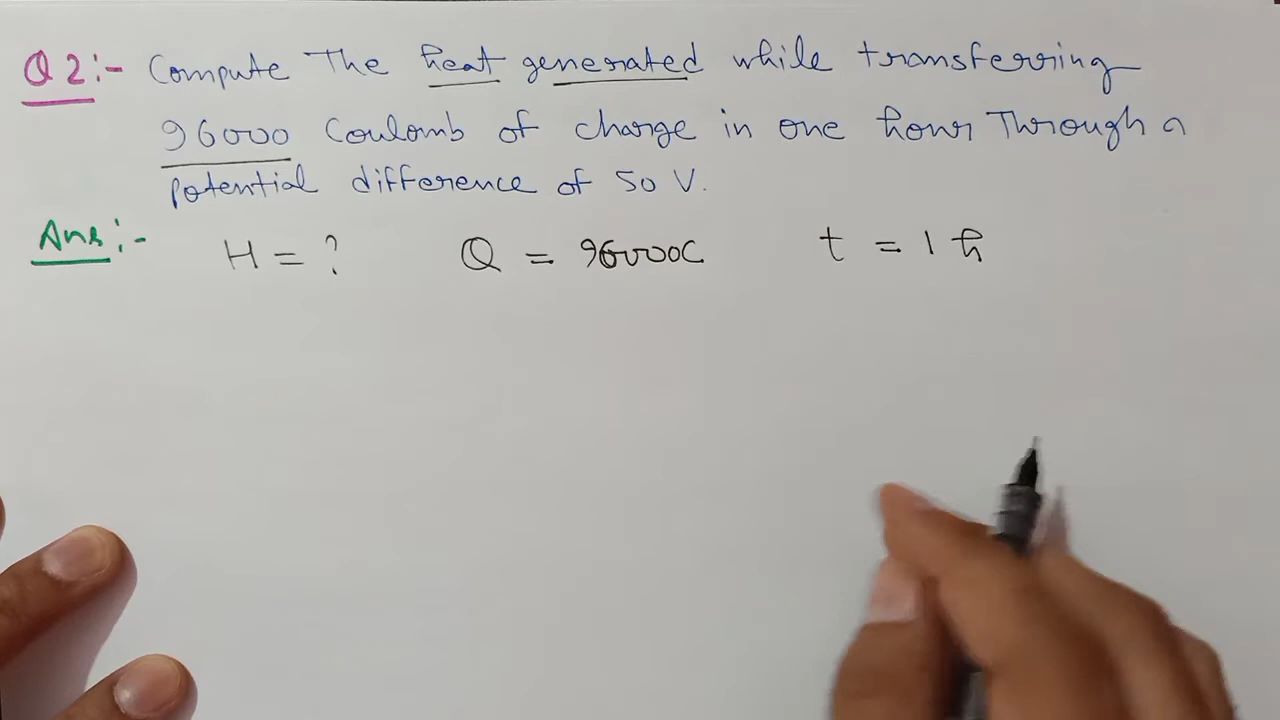 Q2:- Compute The heat generated while transferring
96000 Coulomb of charge in one hour Through a
potential difference of 50 V.
Ans:- H = ? Q = 96000C t = 1 h